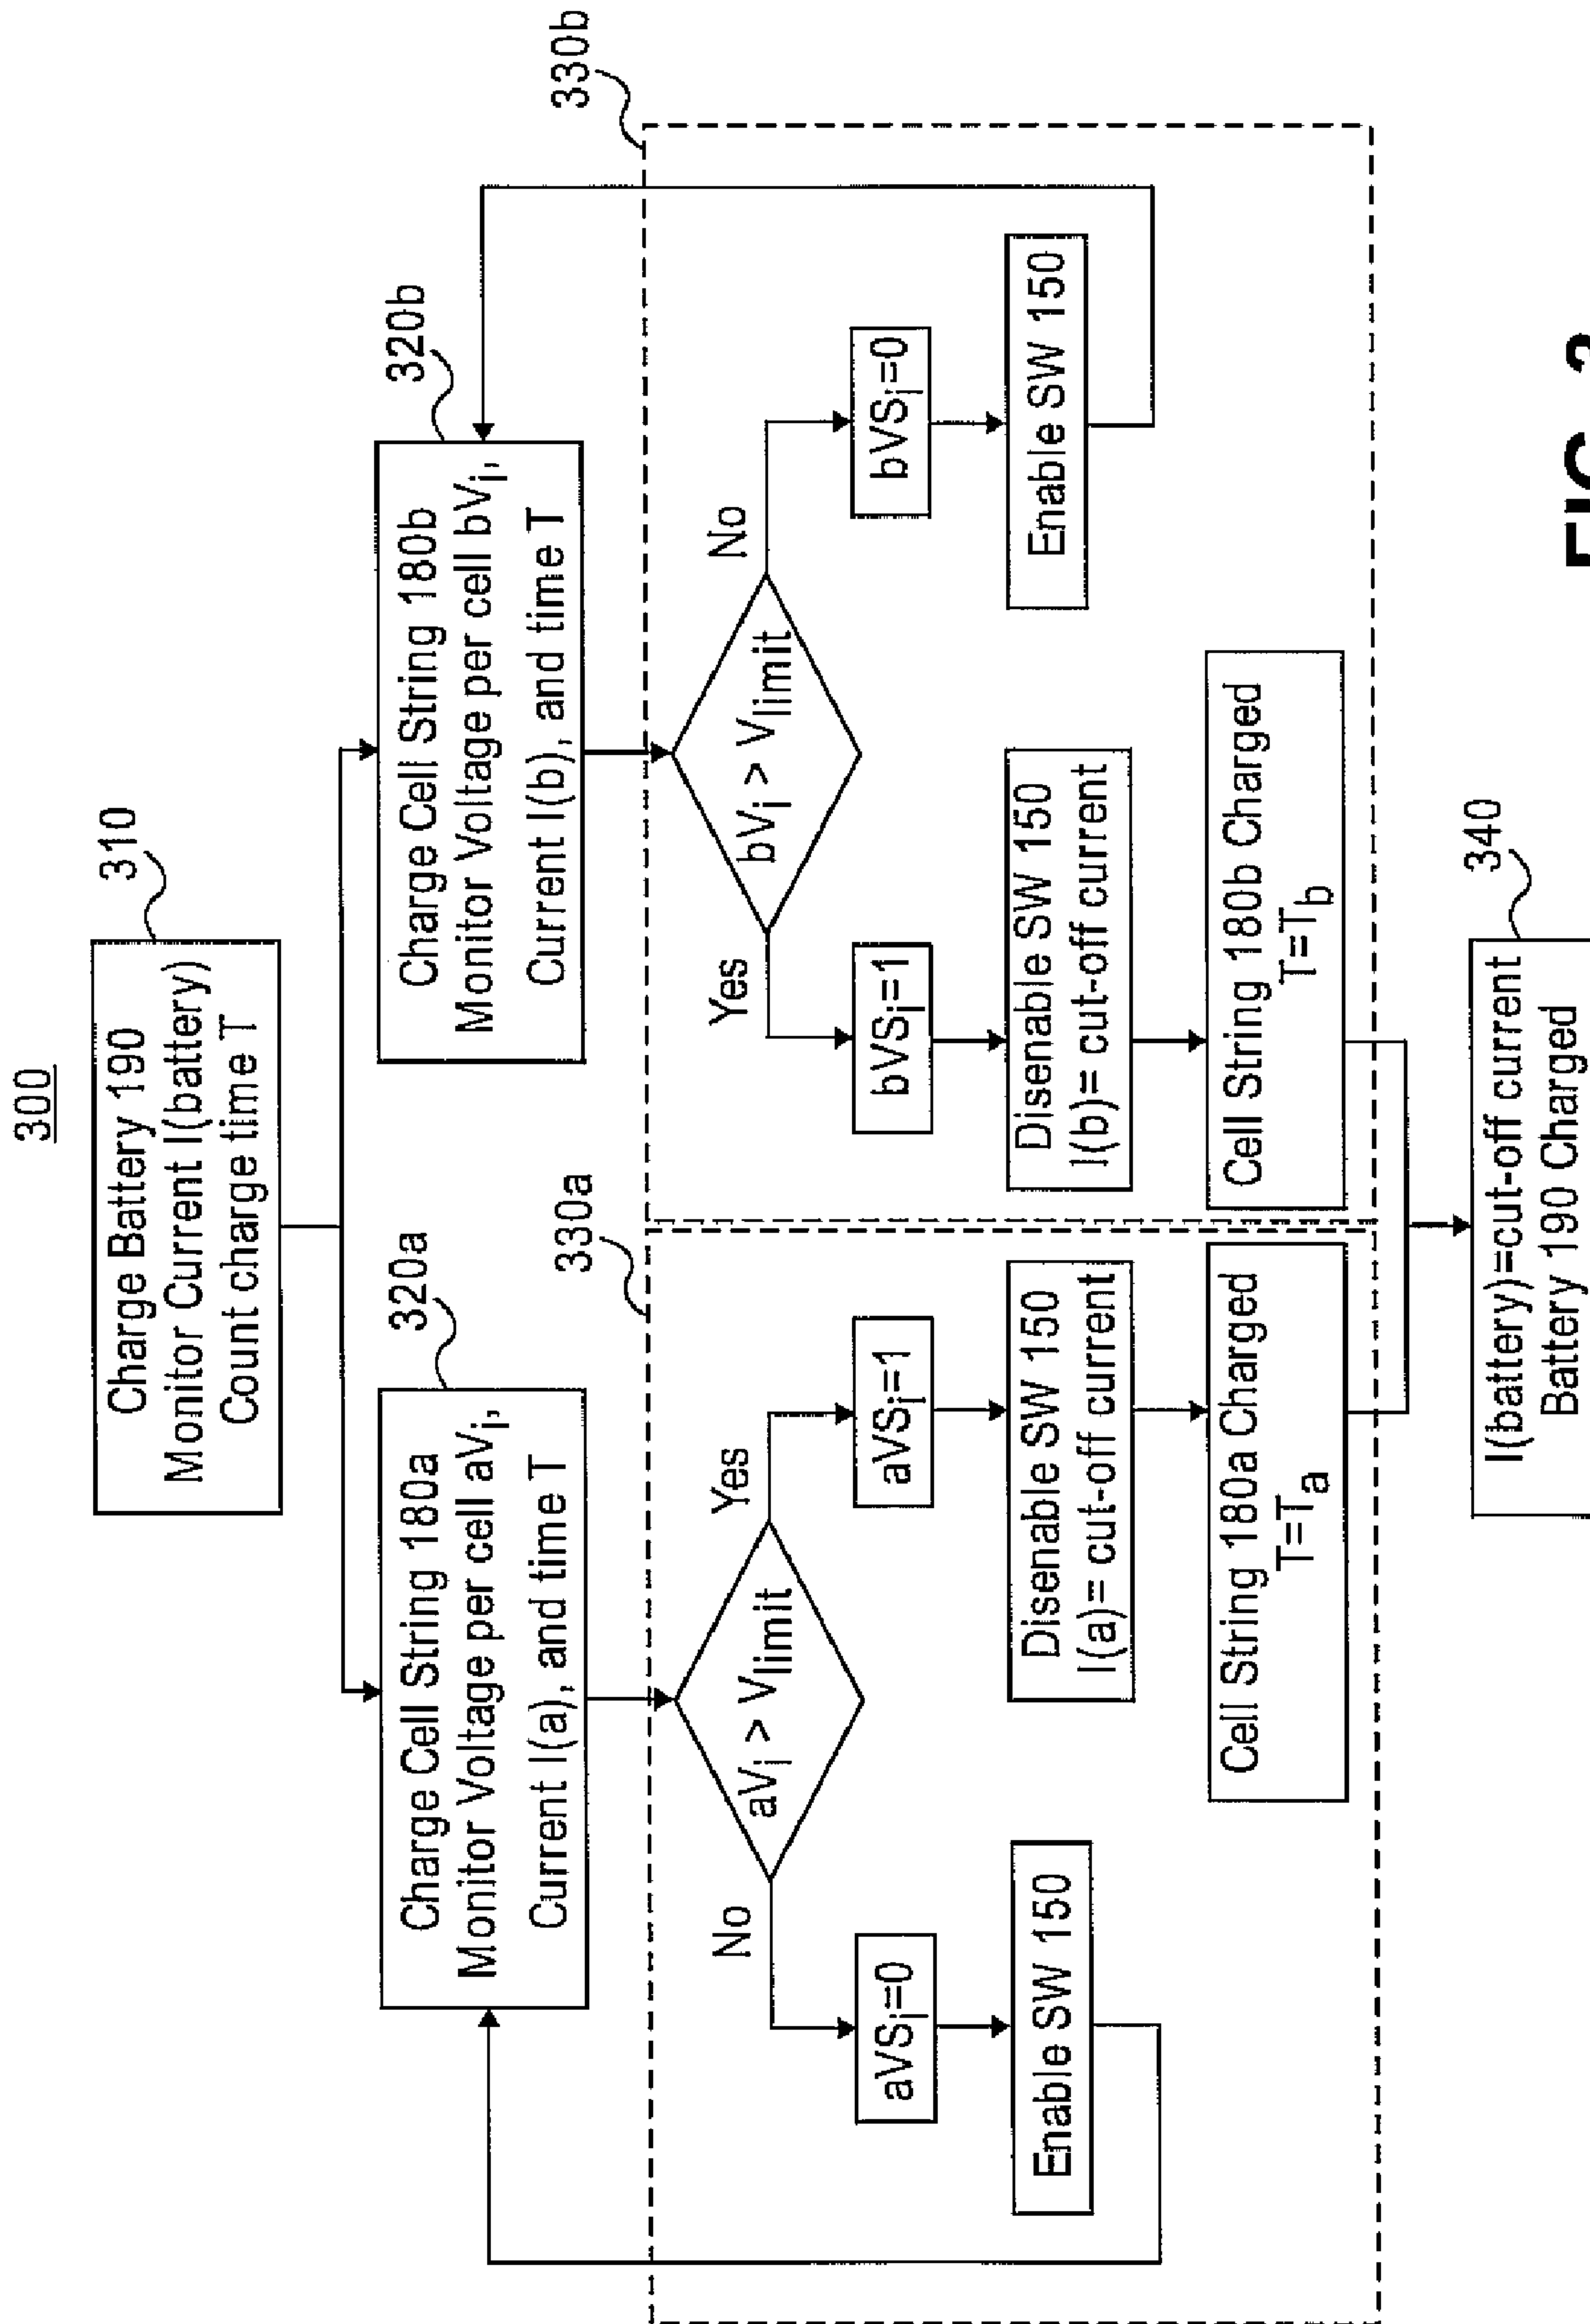 300
310
Charge Battery 190
Monitor Current I(battery)
Count charge time T
320a
Charge Cell String 180a
Monitor Voltage per cell aVi,
Current I(a), and time T
320b
Charge Cell String 180b
Monitor Voltage per cell bVi,
Current I(b), and time T
330a
aVi > Vlimit
No
Yes
aVSi=0
Enable SW 150
aVSi=1
Disenable SW 150
I(a)= cut-off current
Cell String 180a Charged
T=Ta
330b
bVi > Vlimit
Yes
No
bVSi=1
Disenable SW 150
I(b)= cut-off current
Cell String 180b Charged
T=Tb
bVSi=0
Enable SW 150
340
I(battery)=cut-off current
Battery 190 Charged
FIG.